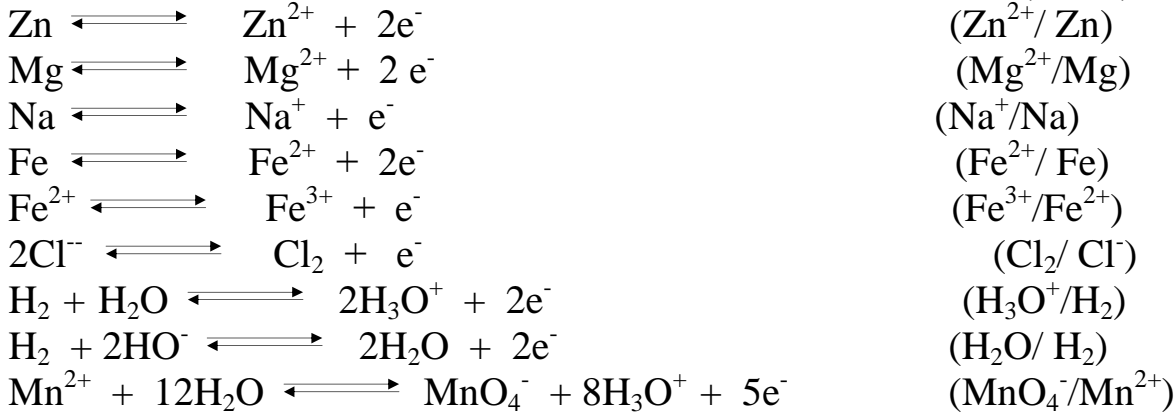 Zn ⇌ Zn²⁺ + 2e⁻ (Zn²⁺/ Zn)
Mg ⇌ Mg²⁺ + 2 e⁻ (Mg²⁺/Mg)
Na ⇌ Na⁺ + e⁻ (Na⁺/Na)
Fe ⇌ Fe²⁺ + 2e⁻ (Fe²⁺/ Fe)
Fe²⁺ ⇌ Fe³⁺ + e⁻ (Fe³⁺/Fe²⁺)
2Cl⁻⁻ ⇌ Cl₂ + e⁻ (Cl₂/ Cl⁻)
H₂ + H₂O ⇌ 2H₃O⁺ + 2e⁻ (H₃O⁺/H₂)
H₂ + 2HO⁻ ⇌ 2H₂O + 2e⁻ (H₂O/ H₂)
Mn²⁺ + 12H₂O ⇌ MnO₄⁻ + 8H₃O⁺ + 5e⁻ (MnO₄⁻/Mn²⁺)